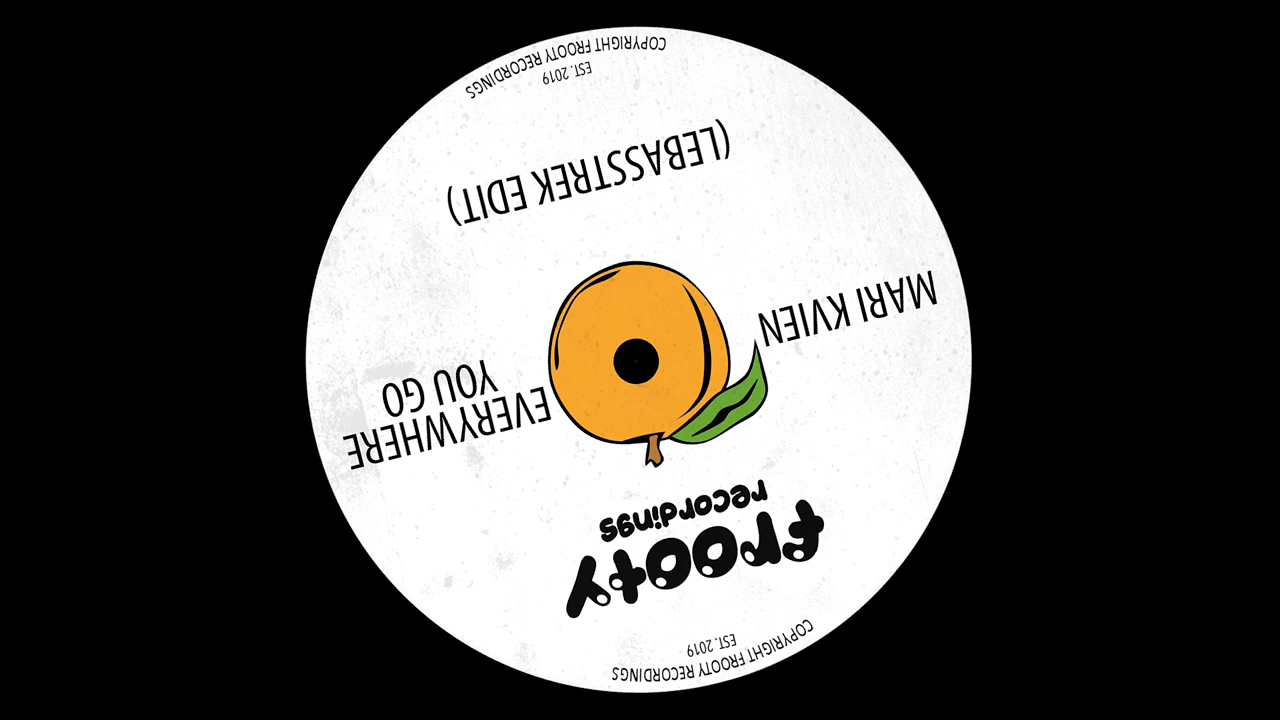 COPYRIGHT FROOTY RECORDINGS
EST. 2019
frooty
recordings
MARI KVIEN
EVERYWHERE
YOU GO
(LEBASSTREK EDIT)
EST. 2019
COPYRIGHT FROOTY RECORDINGS